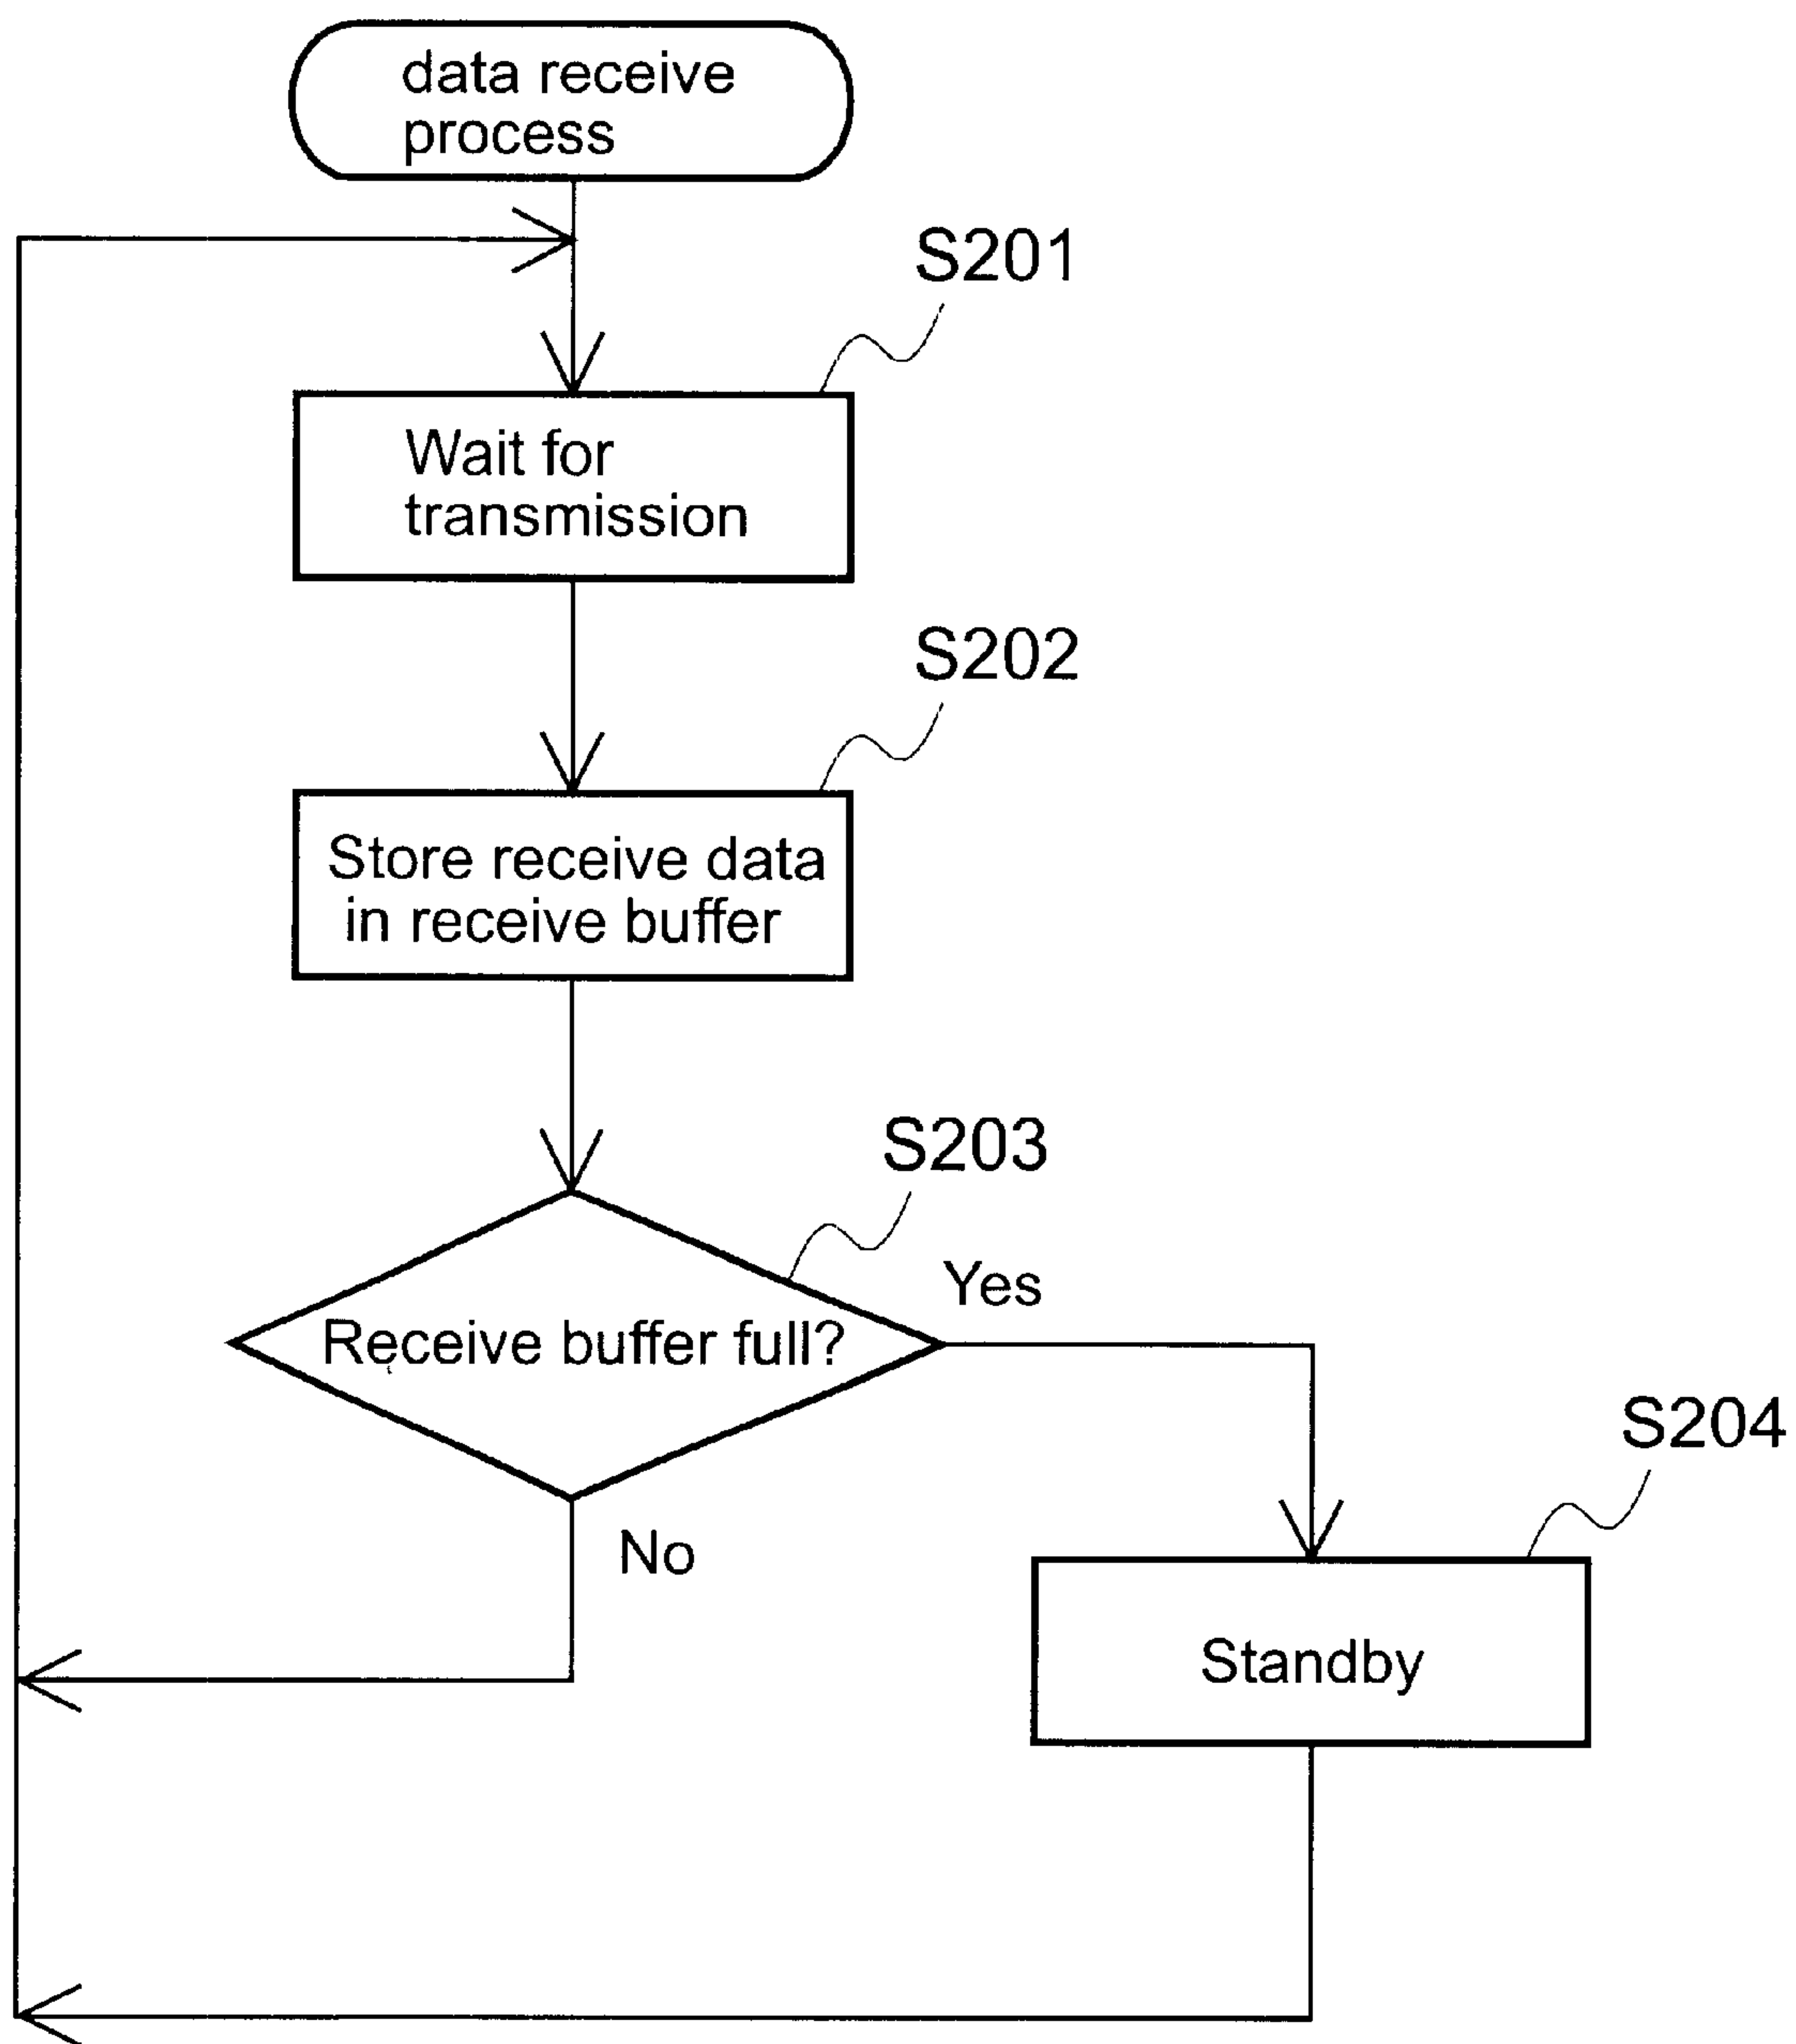 data receive
process
S201
Wait for
transmission
S202
Store receive data
in receive buffer
S203
Yes
Receive buffer full?
S204
No
Standby